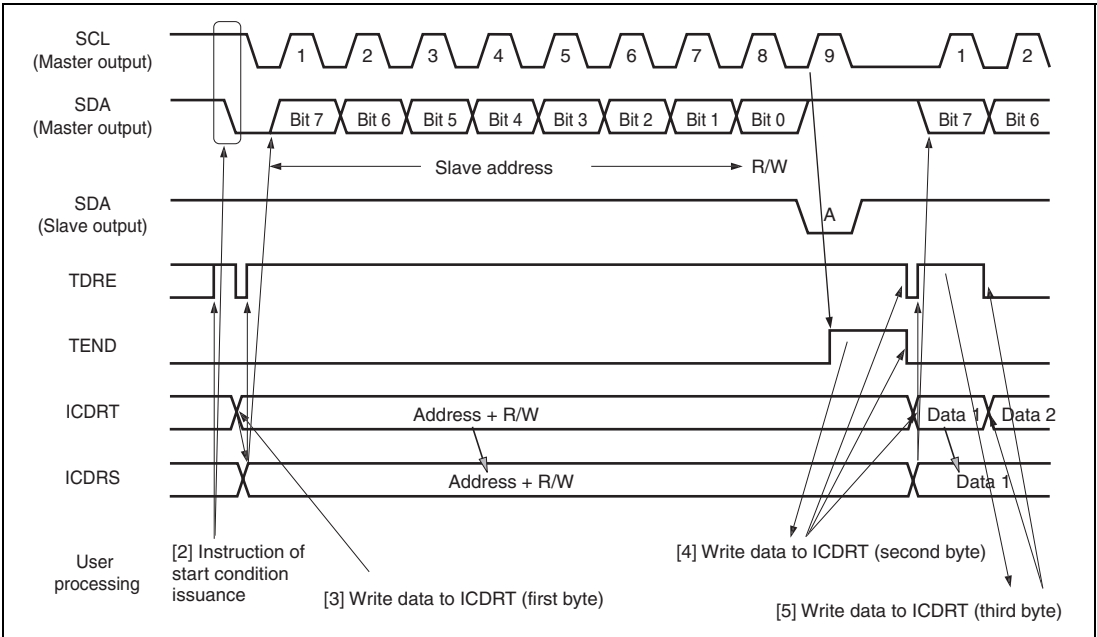 SCL
(Master output)
1 2 3 4 5 6 7 8 9 1 2
SDA
(Master output)
Bit 7 Bit 6 Bit 5 Bit 4 Bit 3 Bit 2 Bit 1 Bit 0 Bit 7 Bit 6
Slave address R/W
SDA
(Slave output)
A
TDRE
TEND
ICDRT
Address + R/W Data 1 Data 2
ICDRS
Address + R/W Data 1
User
processing
[2] Instruction of
start condition
issuance
[3] Write data to ICDRT (first byte)
[4] Write data to ICDRT (second byte)
[5] Write data to ICDRT (third byte)